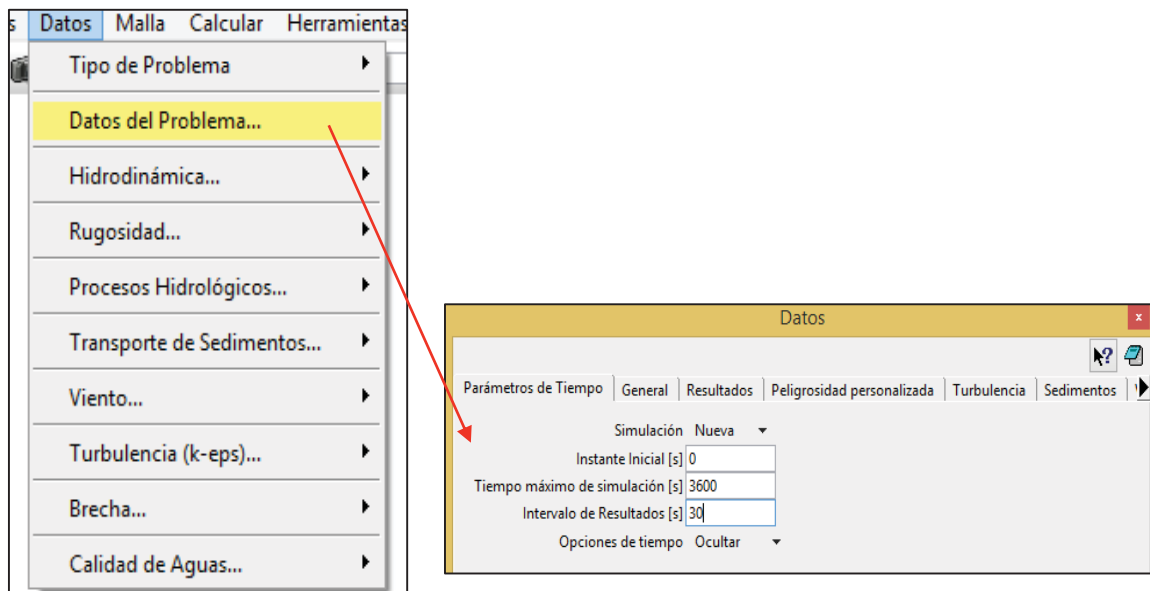 s Datos Malla Calcular Herramientas
Tipo de Problema
Datos del Problema...
Hidrodinámica...
Rugosidad...
Procesos Hidrológicos...
Transporte de Sedimentos...
Viento...
Turbulencia (k-eps)...
Brecha...
Calidad de Aguas...
Datos
x
?
Parámetros de Tiempo General Resultados Peligrosidad personalizada Turbulencia Sedimentos
Simulación Nueva
Instante Inicial [s] 0
Tiempo máximo de simulación [s] 3600
Intervalo de Resultados [s] 30
Opciones de tiempo Ocultar